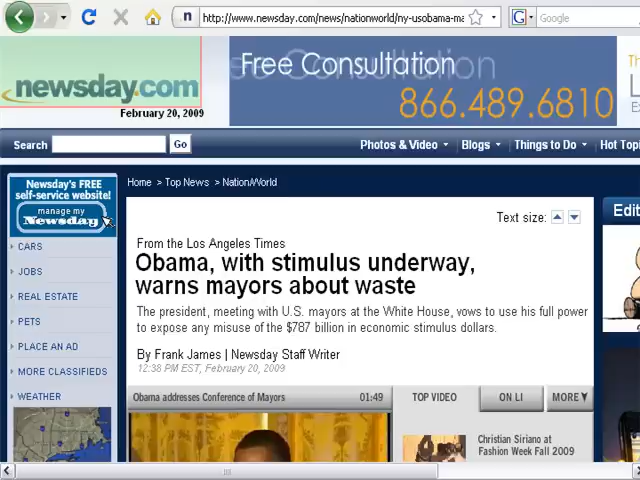 http://www.newsday.com/news/nationworld/ny-usobama-ma
Google
newsday.com
February 20, 2009
Free Consultation
866.489.6810
Search
Go
Photos & Video
Blogs
Things to Do
Hot Topi
Newsday's FREE
self-service website!
manage my
Newsday
Home > Top News > Nation/World
Text size:
CARS
JOBS
REAL ESTATE
PETS
PLACE AN AD
MORE CLASSIFIEDS
WEATHER
From the Los Angeles Times
Obama, with stimulus underway,
warns mayors about waste
The president, meeting with U.S. mayors at the White House, vows to use his full power
to expose any misuse of the $787 billion in economic stimulus dollars.
By Frank James | Newsday Staff Writer
12:38 PM EST, February 20, 2009
Obama addresses Conference of Mayors
01:49
TOP VIDEO
ON LI
MORE
Christian Siriano at
Fashion Week Fall 2009
Edit